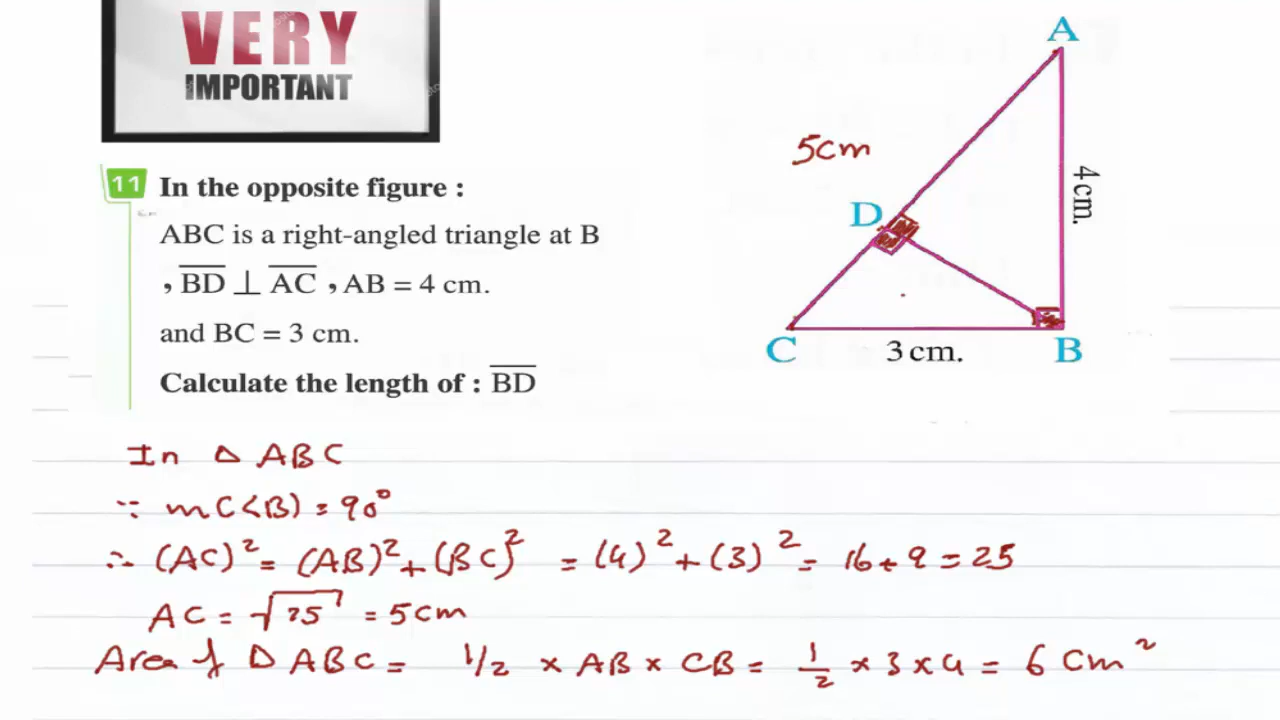 VERY
IMPORTANT
11 In the opposite figure :
ABC is a right-angled triangle at B
, BD ⊥ AC , AB = 4 cm.
and BC = 3 cm.
Calculate the length of : BD
A
5cm
4 cm.
D
C
3 cm.
B
In Δ ABC
∵ m(<B) = 90°
∴ (AC)² = (AB)² + (BC)² = (4)² + (3)² = 16 + 9 = 25
AC = √25 = 5cm
Area of Δ ABC = 1/2 × AB × CB = 1/2 × 3 × 4 = 6 cm²